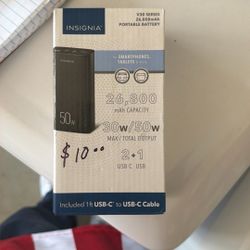 INSIGNIA
V30 SERIES
26,800mAh
PORTABLE BATTERY
SMARTPHONES,
TABLETS
50w
26,800
mAh CAPACITY
30w/50w
MAX / TOTAL OUTPUT
2+1
USB-C USB
$10.00
Included 1ft USB-C to USB-C Cable